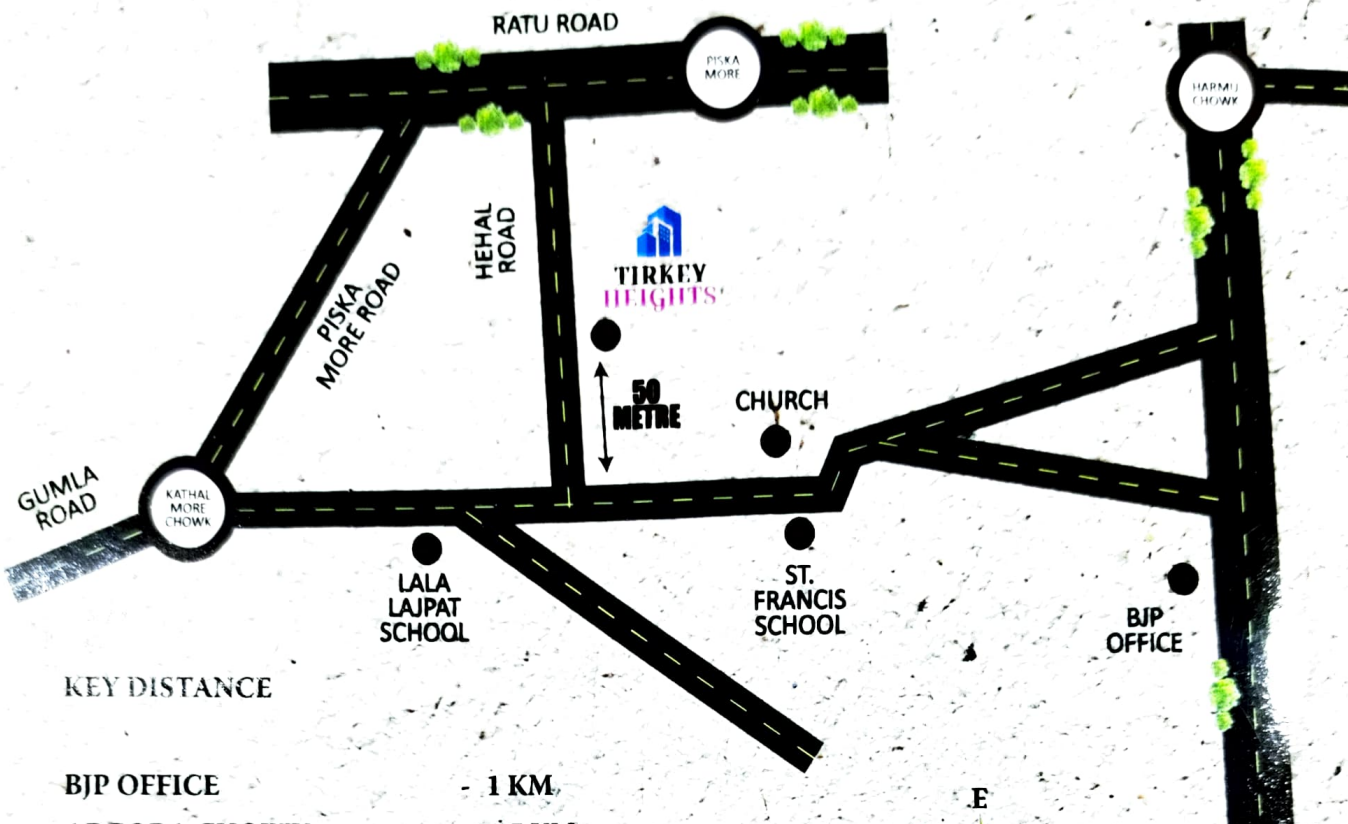 RATU ROAD
PISKA
MORE
HARMU
CHOWK
HEHAL
ROAD
TIRKEY
HEIGHTS
PISKA
MORE ROAD
50
METRE
CHURCH
GUMLA
ROAD
KATHAL
MORE
CHOWK
LALA
LAJPAT
SCHOOL
ST.
FRANCIS
SCHOOL
BJP
OFFICE
KEY DISTANCE
BJP OFFICE - 1 KM
E